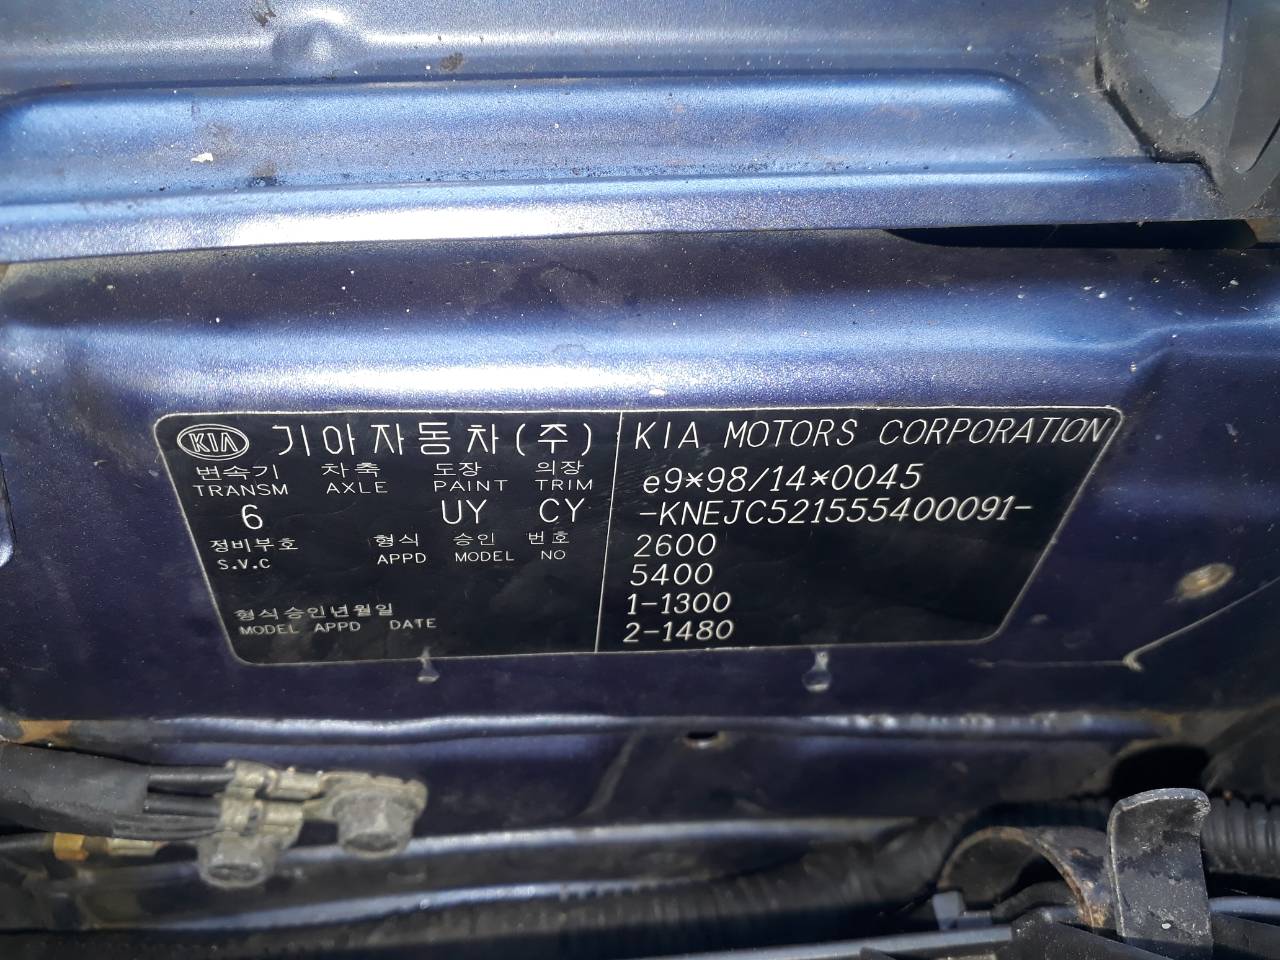 KIA 기아자동차(주)
변속기 차축 도장 의장
TRANSM AXLE PAINT TRIM
6 UY CY
정비부호 형식 승인 번호
S.V.C APPD MODEL NO
형식승인년월일
MODEL APPD DATE
KIA MOTORS CORPORATION
e9*98/14*0045
-KNEJC521555400091-
2600
5400
1-1300
2-1480